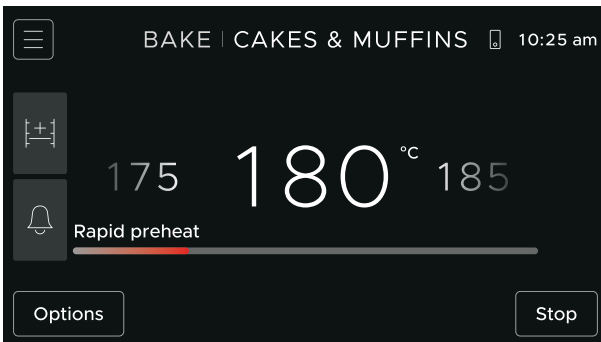 BAKE | CAKES & MUFFINS 10:25 am
175 180 °C 185
Rapid preheat
Options Stop